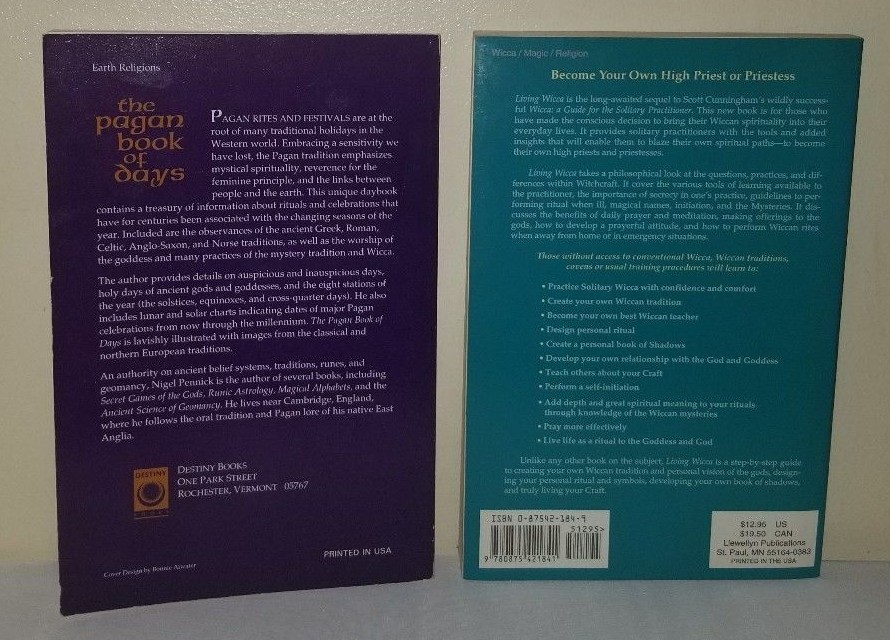 Earth Religions
the
pagan
book
of
days
PAGAN RITES AND FESTIVALS are at the
root of many traditional holidays in the
Western world. Embracing a sensitivity we
have lost, the Pagan tradition emphasizes
mystical spirituality, reverence for the
feminine principle, and the links between
people and the earth. This unique daybook
contains a treasury of information about rituals and celebrations that
have for centuries been associated with the changing seasons of the
year. Included are the observances of the ancient Greek, Roman,
Celtic, Anglo-Saxon, and Norse traditions, as well as the worship of
the goddess and many practices of the mystery tradition and Wicca.
The author provides details on auspicious and inauspicious days,
holy days of ancient gods and goddesses, and the eight stations of
the year (the solstices, equinoxes, and cross-quarter days). He also
includes lunar and solar charts indicating dates of major Pagan
celebrations from now through the millennium. The Pagan Book of
Days is lavishly illustrated with images from the classical and
northern European traditions.
An authority on ancient belief systems, traditions, runes, and
geomancy, Nigel Pennick is the author of several books, including
Secret Games of the Gods, Runic Astrology, Magical Alphabets, and the
Ancient Science of Geomancy. He lives near Cambridge, England,
where he follows the oral tradition and Pagan lore of his native East
Anglia.
DESTINY
BOOKS
DESTINY BOOKS
ONE PARK STREET
ROCHESTER, VERMONT 05767
PRINTED IN USA
Cover Design by Bonnie Atwater
Wicca / Magic / Religion
Become Your Own High Priest or Priestess
Living Wicca is the long-awaited sequel to Scott Cunningham's wildly success-
ful Wicca: a Guide for the Solitary Practitioner. This new book is for those who
have made the conscious decision to bring their Wiccan spirituality into their
everyday lives. It provides solitary practitioners with the tools and added
insights that will enable them to blaze their own spiritual paths—to become
their own high priests and priestesses.
Living Wicca takes a philosophical look at the questions, practices, and dif-
ferences within Witchcraft. It cover the various tools of learning available to
the practitioner, the importance of secrecy in one's practice, guidelines to per-
forming ritual when ill, magical names, initiation, and the Mysteries. It dis-
cusses the benefits of daily prayer and meditation, making offerings to the
gods, how to develop a prayerful attitude, and how to perform Wiccan rites
when away from home or in emergency situations.
Those without access to conventional Wicca, Wiccan traditions,
covens or usual training procedures will learn to:
• Practice Solitary Wicca with confidence and comfort
• Create your own Wiccan tradition
• Become your own best Wiccan teacher
• Design personal ritual
• Create a personal book of Shadows
• Develop your own relationship with the God and Goddess
• Teach others about your Craft
• Perform a self-initiation
• Add depth and great spiritual meaning to your rituals
through knowledge of the Wiccan mysteries
• Pray more effectively
• Live life as a ritual to the Goddess and God
Unlike any other book on the subject, Living Wicca is a step-by-step guide
to creating your own Wiccan tradition and personal vision of the gods, design-
ing your personal ritual and symbols, developing your own book of shadows,
and truly living your Craft.
ISBN 0-87542-184-9
51295>
9 780875 421841
$12.95 US
$19.50 CAN
Llewellyn Publications
St. Paul, MN 55164-0383
PRINTED IN THE USA